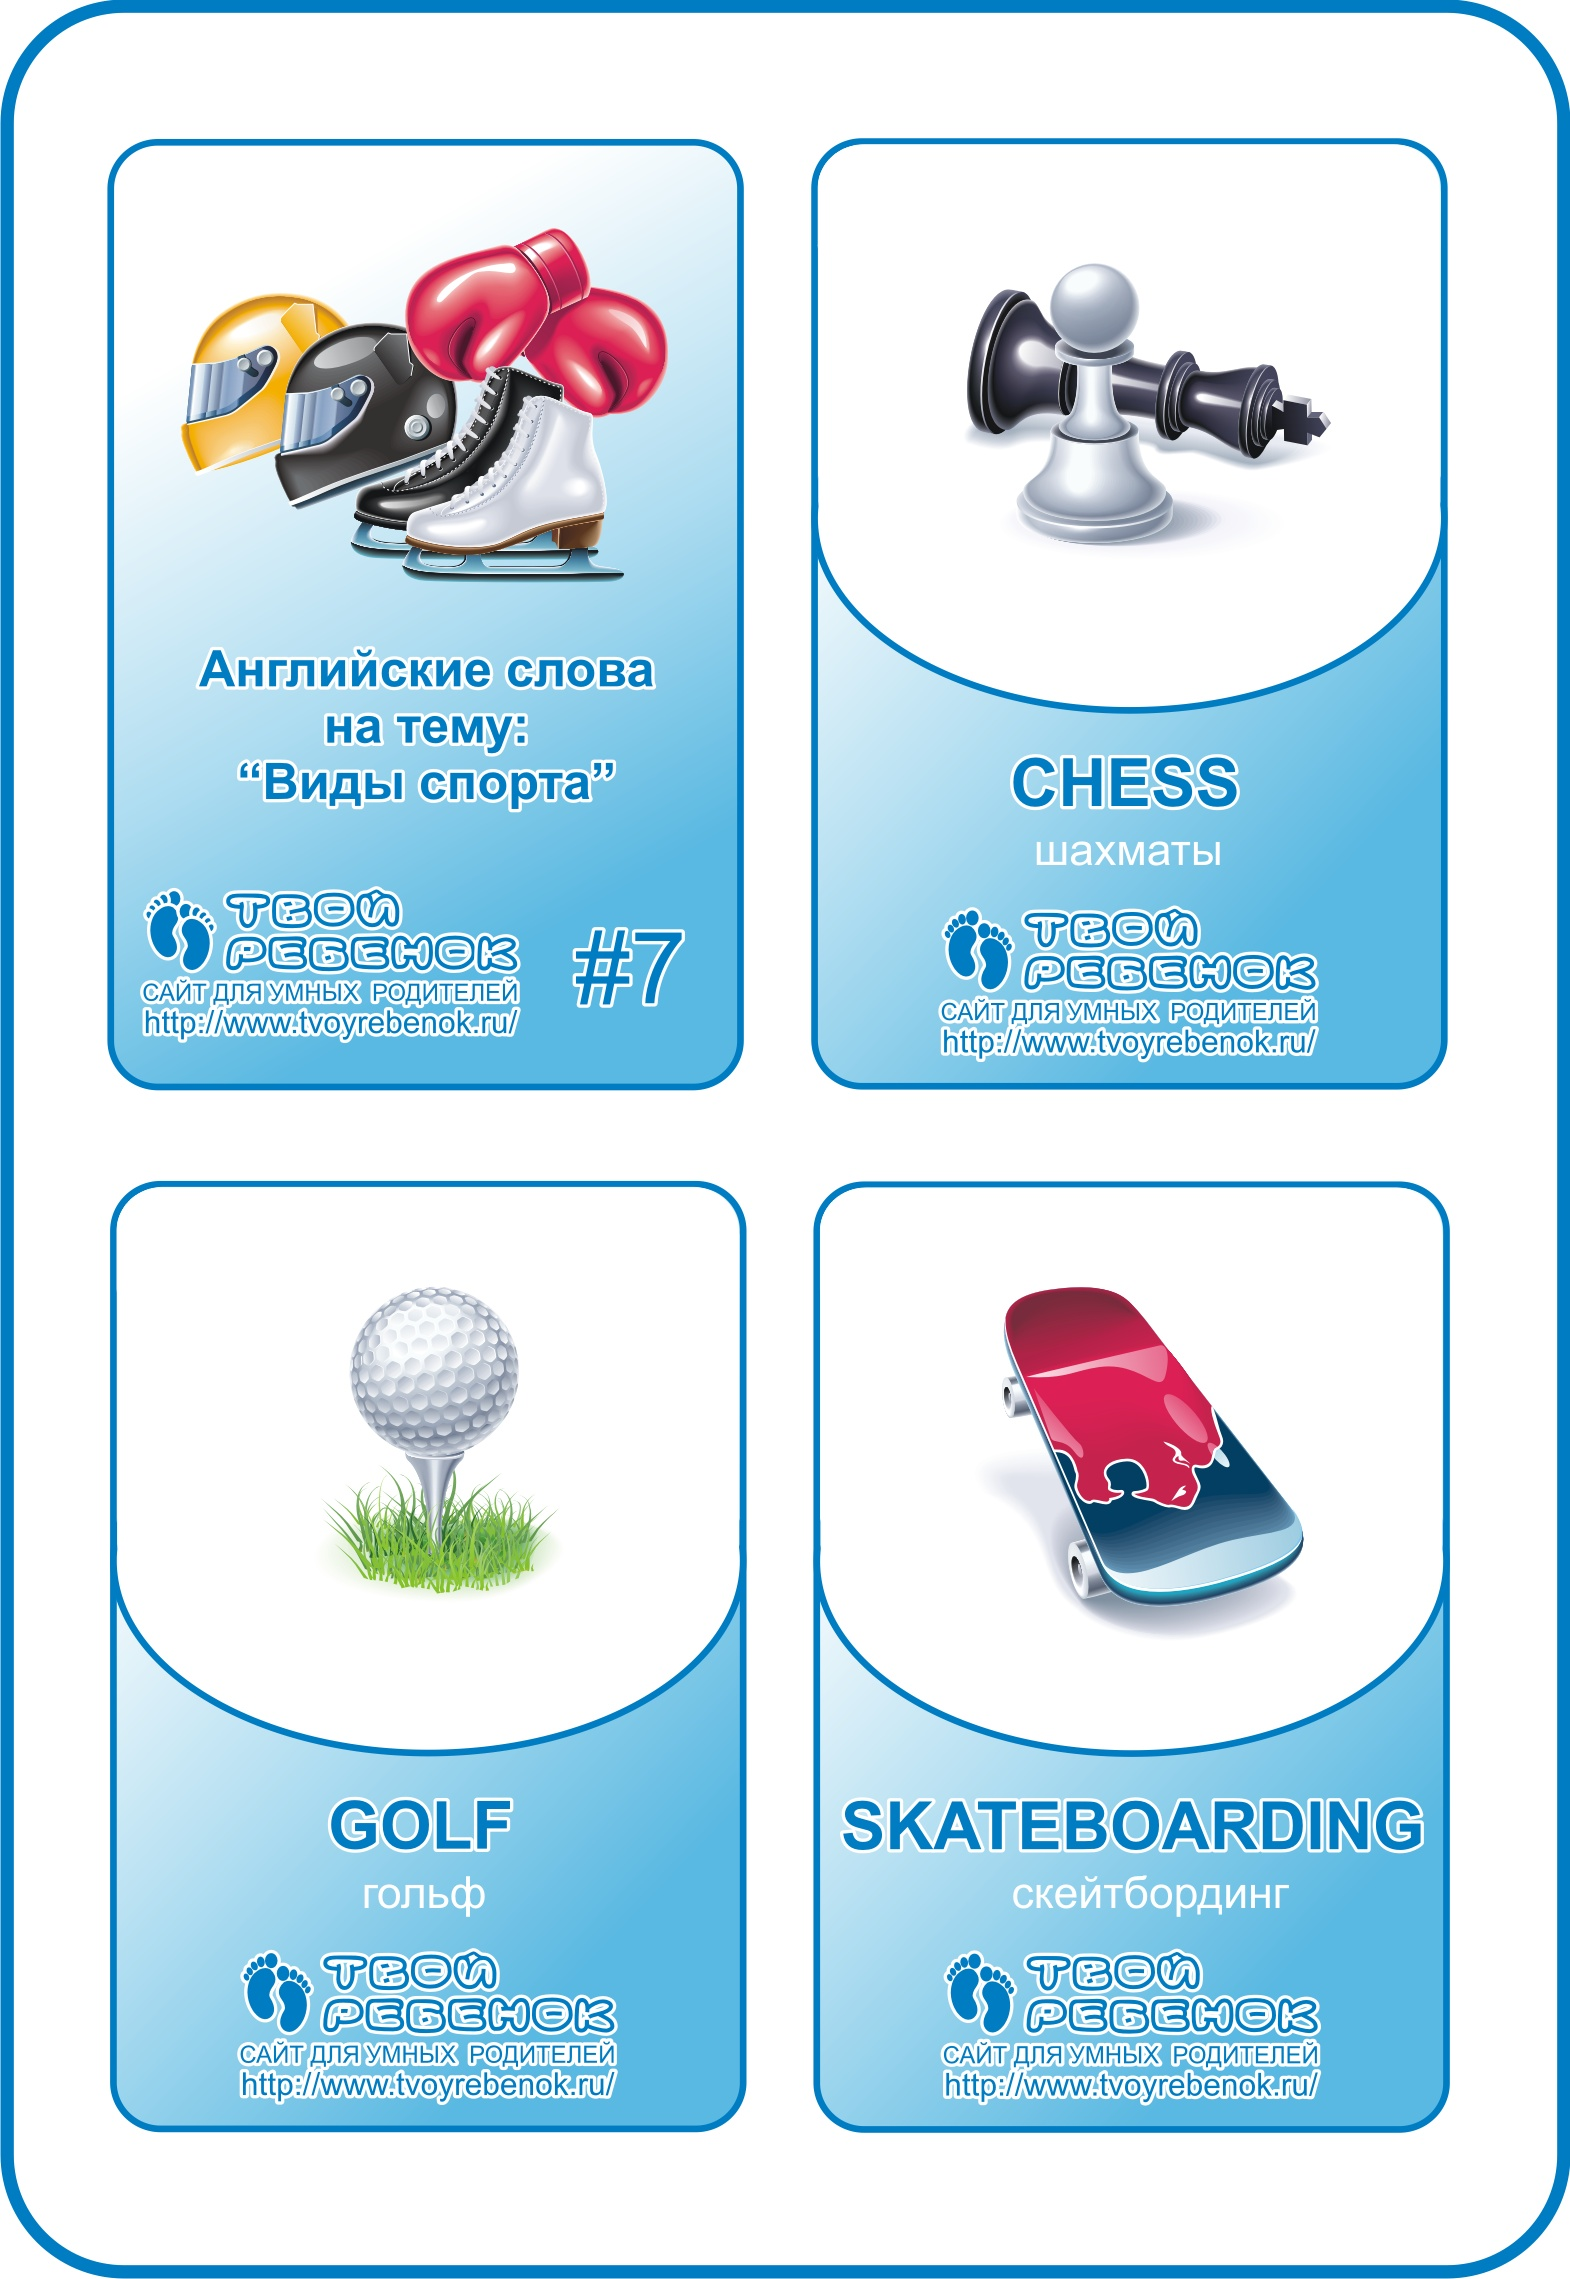 Английские слова
на тему:
“Виды спорта”
ТВОЙ
РЕБЕНОК
САЙТ ДЛЯ УМНЫХ РОДИТЕЛЕЙ
http://www.tvoyrebenok.ru/
#7
CHESS
шахматы
ТВОЙ
РЕБЕНОК
САЙТ ДЛЯ УМНЫХ РОДИТЕЛЕЙ
http://www.tvoyrebenok.ru/
GOLF
гольф
ТВОЙ
РЕБЕНОК
САЙТ ДЛЯ УМНЫХ РОДИТЕЛЕЙ
http://www.tvoyrebenok.ru/
SKATEBOARDING
скейтбординг
ТВОЙ
РЕБЕНОК
САЙТ ДЛЯ УМНЫХ РОДИТЕЛЕЙ
http://www.tvoyrebenok.ru/